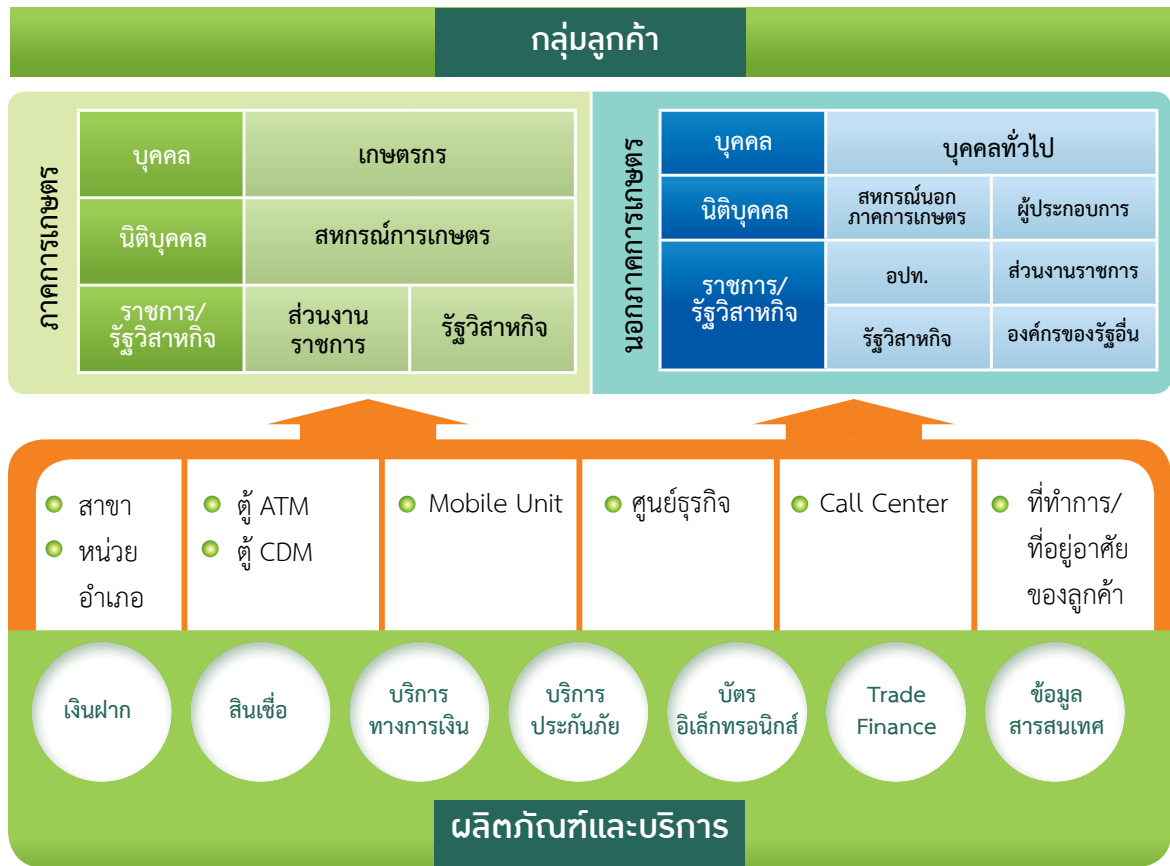 กลุ่มลูกค้า
ภาคการเกษตร
บุคคล
เกษตรกร
นิติบุคคล
สหกรณ์การเกษตร
ราชการ/
รัฐวิสาหกิจ
ส่วนงาน
ราชการ
รัฐวิสาหกิจ
นอกภาคการเกษตร
บุคคล
บุคคลทั่วไป
นิติบุคคล
สหกรณ์นอก
ภาคการเกษตร
ผู้ประกอบการ
ราชการ/
รัฐวิสาหกิจ
อปท.
ส่วนงานราชการ
รัฐวิสาหกิจ
องค์กรของรัฐอื่น
สาขา
หน่วย
อำเภอ
ตู้ ATM
ตู้ CDM
Mobile Unit
ศูนย์ธุรกิจ
Call Center
ที่ทำการ/
ที่อยู่อาศัย
ของลูกค้า
เงินฝาก
สินเชื่อ
บริการ
ทางการเงิน
บริการ
ประกันภัย
บัตร
อิเล็กทรอนิกส์
Trade
Finance
ข้อมูล
สารสนเทศ
ผลิตภัณฑ์และบริการ